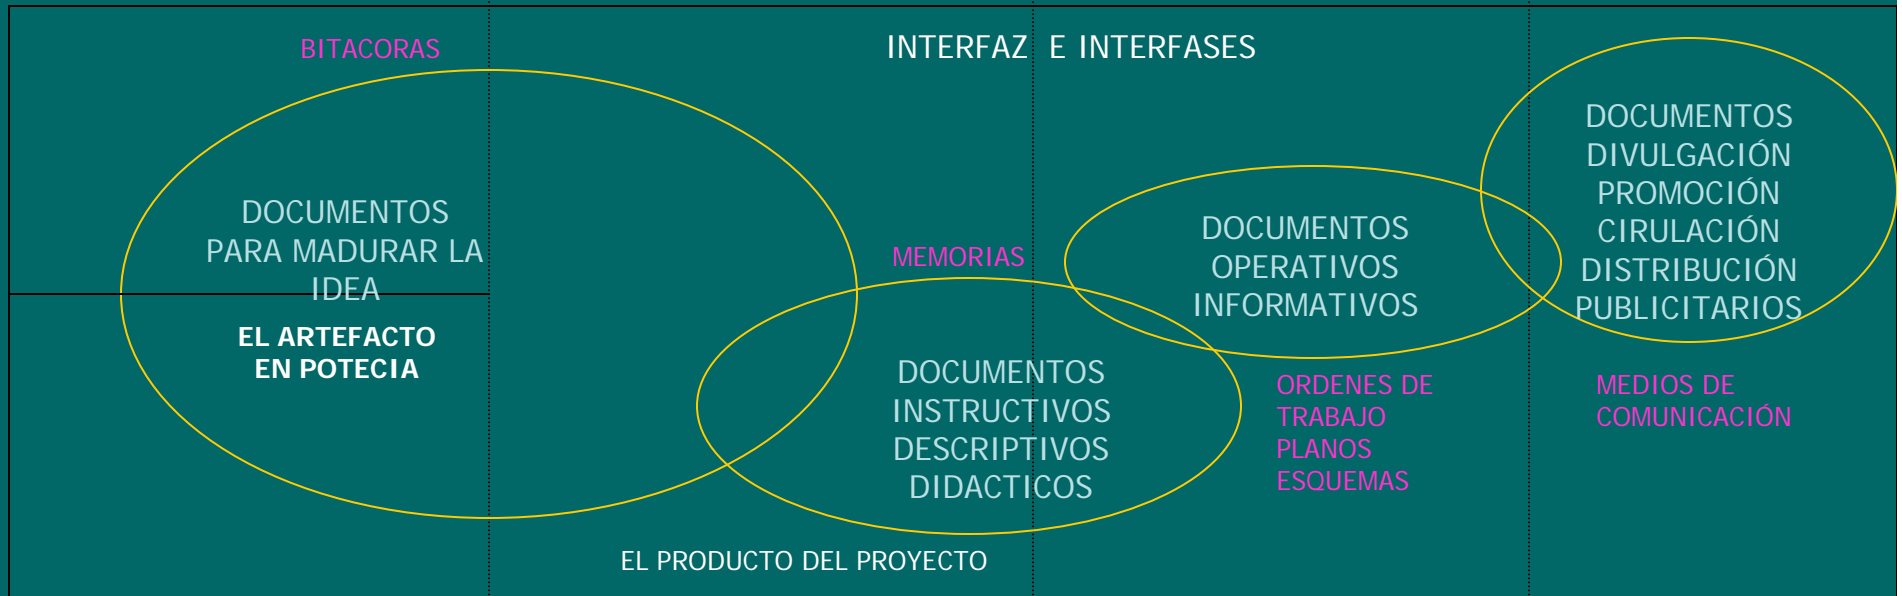 BITACORAS
INTERFAZ E INTERFASES
DOCUMENTOS
PARA MADURAR LA
IDEA
EL ARTEFACTO
EN POTECIA
MEMORIAS
DOCUMENTOS
INSTRUCTIVOS
DESCRIPTIVOS
DIDACTICOS
EL PRODUCTO DEL PROYECTO
DOCUMENTOS
OPERATIVOS
INFORMATIVOS
ORDENES DE
TRABAJO
PLANOS
ESQUEMAS
DOCUMENTOS
DIVULGACIÓN
PROMOCIÓN
CIRULACIÓN
DISTRIBUCIÓN
PUBLICITARIOS
MEDIOS DE
COMUNICACIÓN